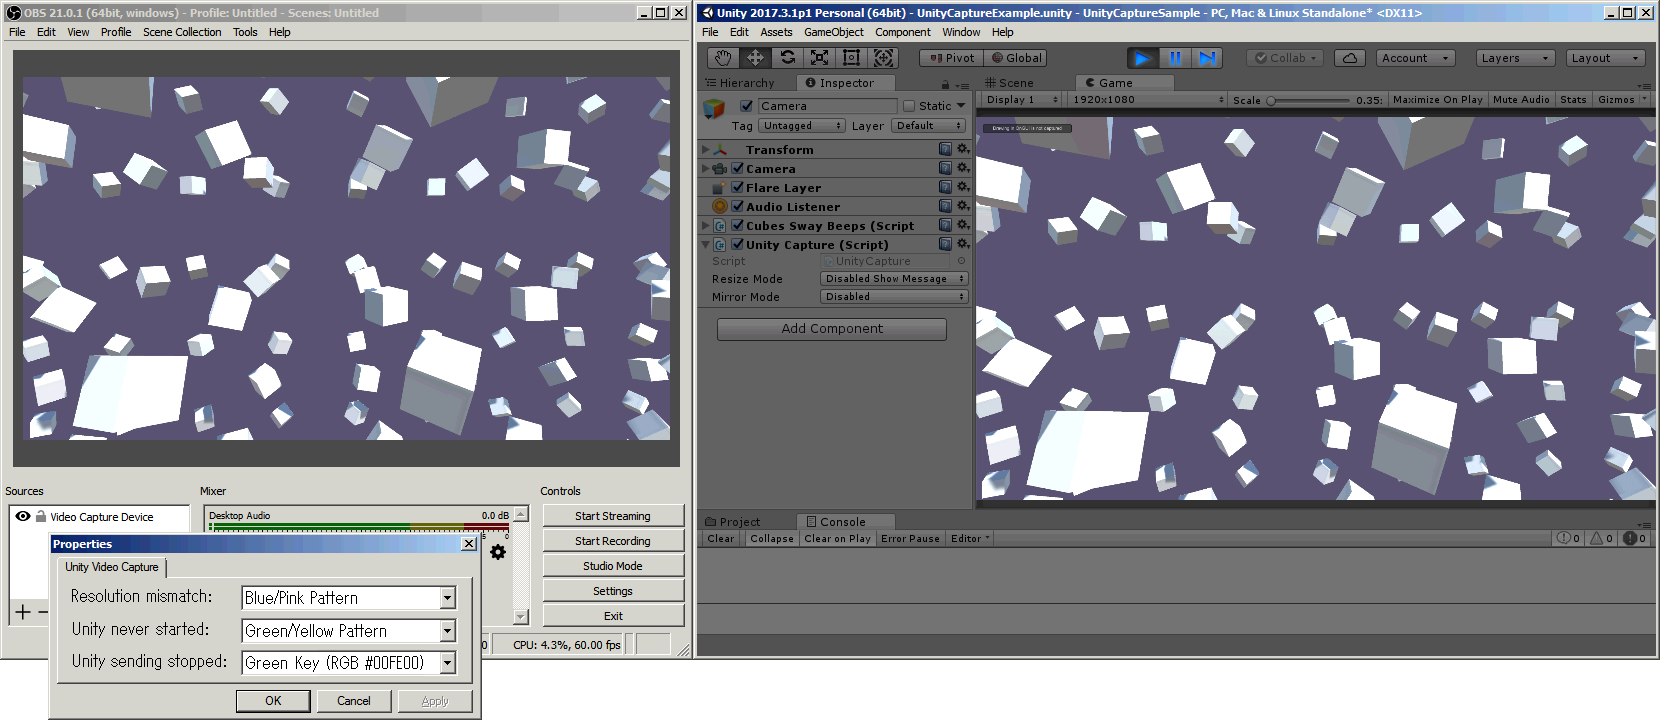 OBS 21.0.1 (64bit, windows) - Profile: Untitled - Scenes: Untitled
File Edit View Profile Scene Collection Tools Help
Sources
Video Capture Device
Mixer
Desktop Audio 0.0 dB
Controls
Start Streaming
Start Recording
Studio Mode
Settings
Exit
CPU: 4.3%, 60.00 fps
Properties
Unity Video Capture
Resolution mismatch: Blue/Pink Pattern
Unity never started: Green/Yellow Pattern
Unity sending stopped: Green Key (RGB #00FE00)
OK Cancel Apply
Unity 2017.3.1p1 Personal (64bit) - UnityCaptureExample.unity - UnityCaptureSample - PC, Mac & Linux Standalone* <DX11>
File Edit Assets GameObject Component Window Help
Pivot Global Collab Account Layers Layout
Hierarchy Inspector
Camera Static
Tag Untagged Layer Default
Transform
Camera
Flare Layer
Audio Listener
Cubes Sway Beeps (Script
Unity Capture (Script)
Script UnityCapture
Resize Mode Disabled Show Message
Mirror Mode Disabled
Add Component
Scene Game
Display 1 1920x1080 Scale 0.35: Maximize On Play Mute Audio Stats Gizmos
Project Console
Clear Collapse Clear on Play Error Pause Editor 0 0 0